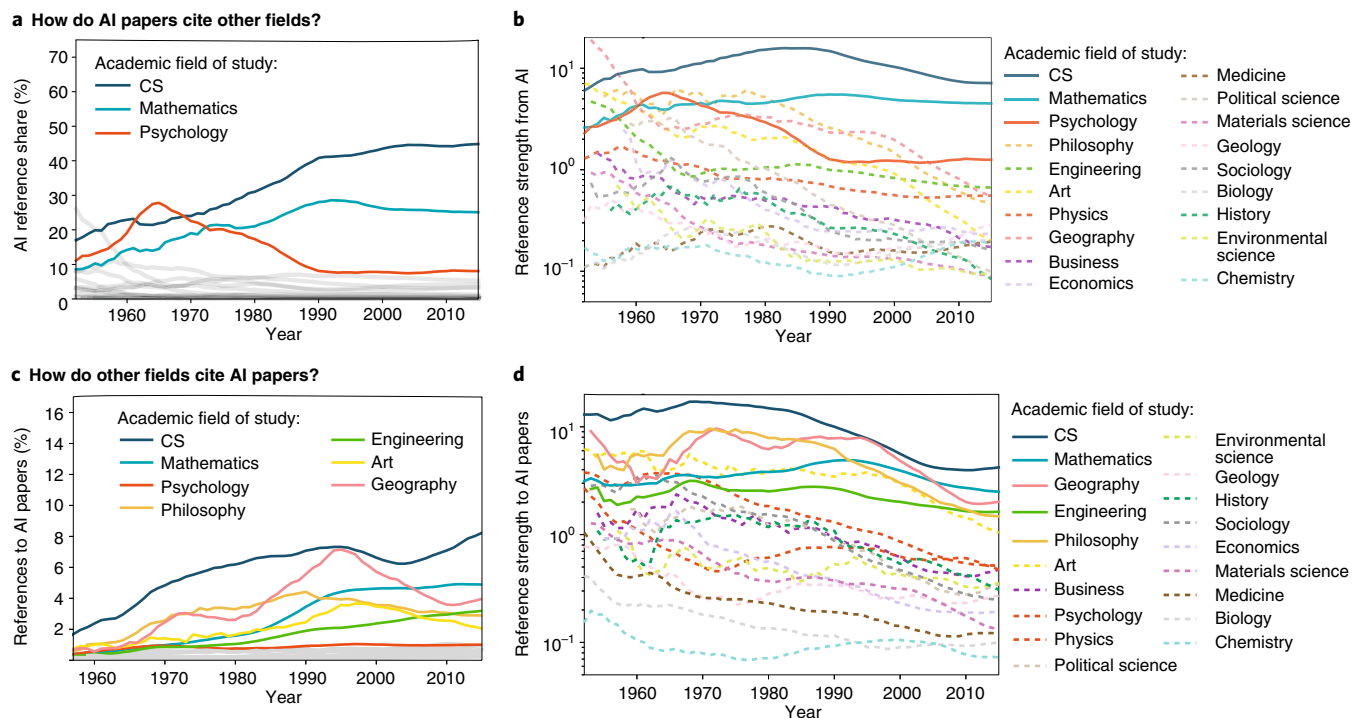 a How do AI papers cite other fields?
AI reference share (%)
70
60
50
40
30
20
10
0
Academic field of study:
CS
Mathematics
Psychology
1960
1970
1980
1990
2000
2010
Year
b
Reference strength from AI
10¹
10⁰
10⁻¹
1960
1970
1980
1990
2000
2010
Year
Academic field of study:
CS
Mathematics
Psychology
Philosophy
Engineering
Art
Physics
Geography
Business
Economics
Medicine
Political science
Materials science
Geology
Sociology
Biology
History
Environmental
science
Chemistry
c How do other fields cite AI papers?
References to AI papers (%)
16
14
12
10
8
6
4
2
Academic field of study:
CS
Mathematics
Psychology
Philosophy
Engineering
Art
Geography
1960
1970
1980
1990
2000
2010
Year
d
Reference strength to AI papers
10¹
10⁰
10⁻¹
1960
1970
1980
1990
2000
2010
Year
Academic field of study:
CS
Mathematics
Geography
Engineering
Philosophy
Art
Business
Psychology
Physics
Political science
Environmental
science
Geology
History
Sociology
Economics
Materials science
Medicine
Biology
Chemistry